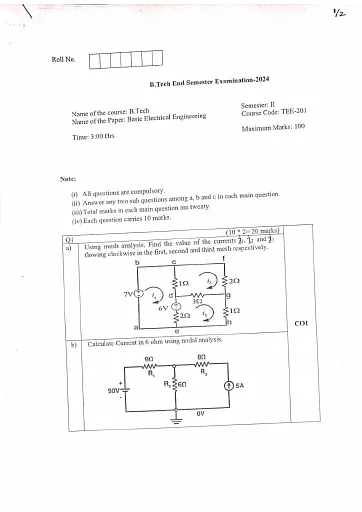 1/2
Roll No.
B.Tech End Semester Examination-2024
Name of the course: B.Tech
Semester: II
Name of the Paper: Basic Electrical Engineering
Course Code: TEE-201
Time: 3:00 Hrs
Maximum Marks: 100
Note:
(i) All questions are compulsory.
(ii) Answer any two sub questions among a, b and c in each main question.
(iii) Total marks in each main question are twenty.
(iv) Each question carries 10 marks.
Q1
(10 * 2= 20 marks)
a) Using mesh analysis, Find the value of the currents i1, i2 and i3
flowing clockwise in the first, second and third mesh respectively.
b c f
1Ω i2 2Ω
7V i1 d g
3Ω
6V i3 1Ω
2Ω
a e h
CO1
b) Calculate Current in 6 ohm using nodal analysis.
9Ω 8Ω
R1 R3
+
90V R2 6Ω 5A
-
0V